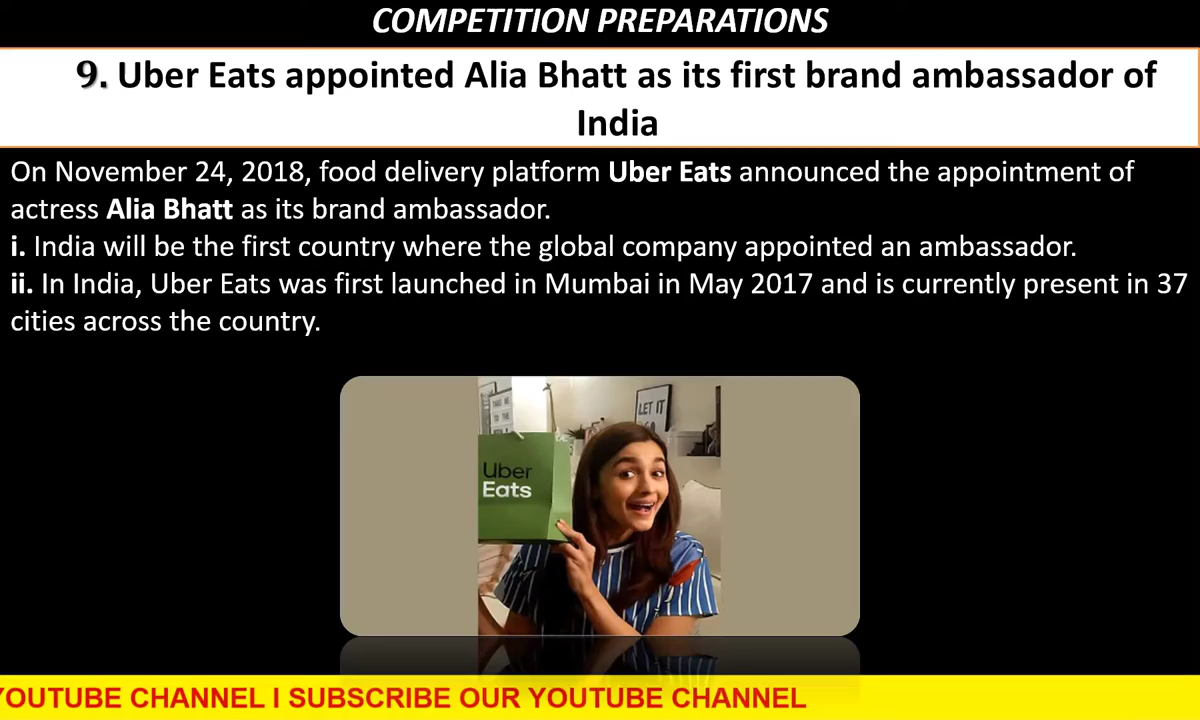 COMPETITION PREPARATIONS
9. Uber Eats appointed Alia Bhatt as its first brand ambassador of
India
On November 24, 2018, food delivery platform Uber Eats announced the appointment of
actress Alia Bhatt as its brand ambassador.
i. India will be the first country where the global company appointed an ambassador.
ii. In India, Uber Eats was first launched in Mumbai in May 2017 and is currently present in 37
cities across the country.
LET IT
Uber
Eats
YOUTUBE CHANNEL I SUBSCRIBE OUR YOUTUBE CHANNEL